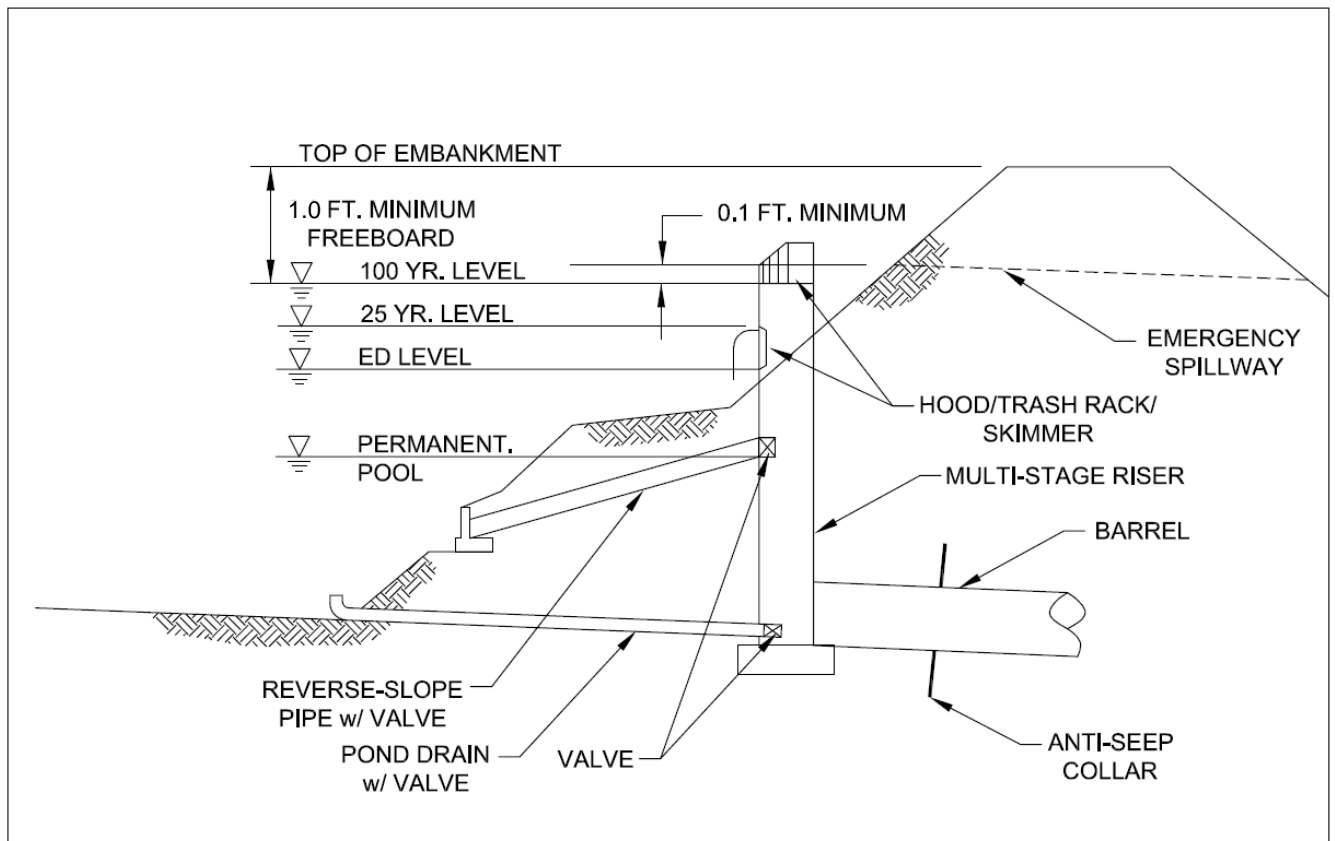 TOP OF EMBANKMENT
1.0 FT. MINIMUM
FREEBOARD
0.1 FT. MINIMUM
100 YR. LEVEL
25 YR. LEVEL
ED LEVEL
EMERGENCY
SPILLWAY
HOOD/TRASH RACK/
SKIMMER
PERMANENT.
POOL
MULTI-STAGE RISER
BARREL
REVERSE-SLOPE
PIPE w/ VALVE
POND DRAIN
w/ VALVE
VALVE
ANTI-SEEP
COLLAR